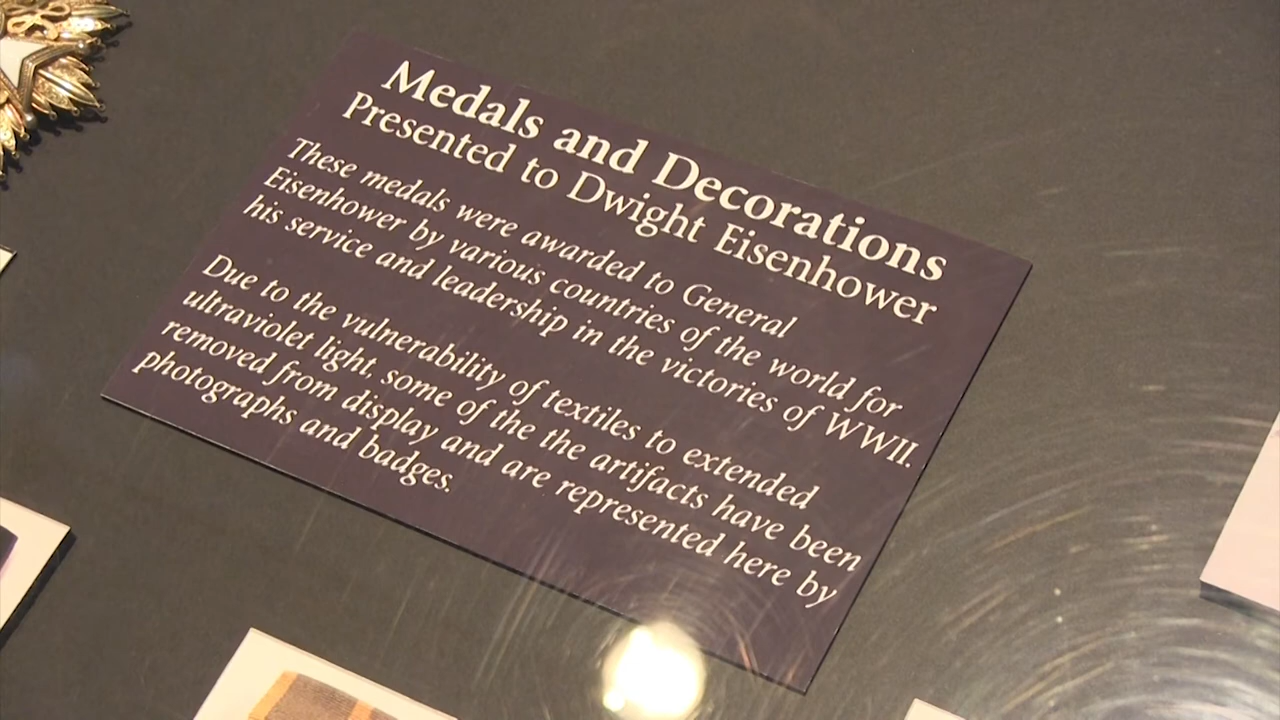 Medals and Decorations
Presented to Dwight Eisenhower
These medals were awarded to General
Eisenhower by various countries of the world for
his service and leadership in the victories of WWII.
Due to the vulnerability of textiles to extended
ultraviolet light, some of the the artifacts have been
removed from display and are represented here by
photographs and badges.